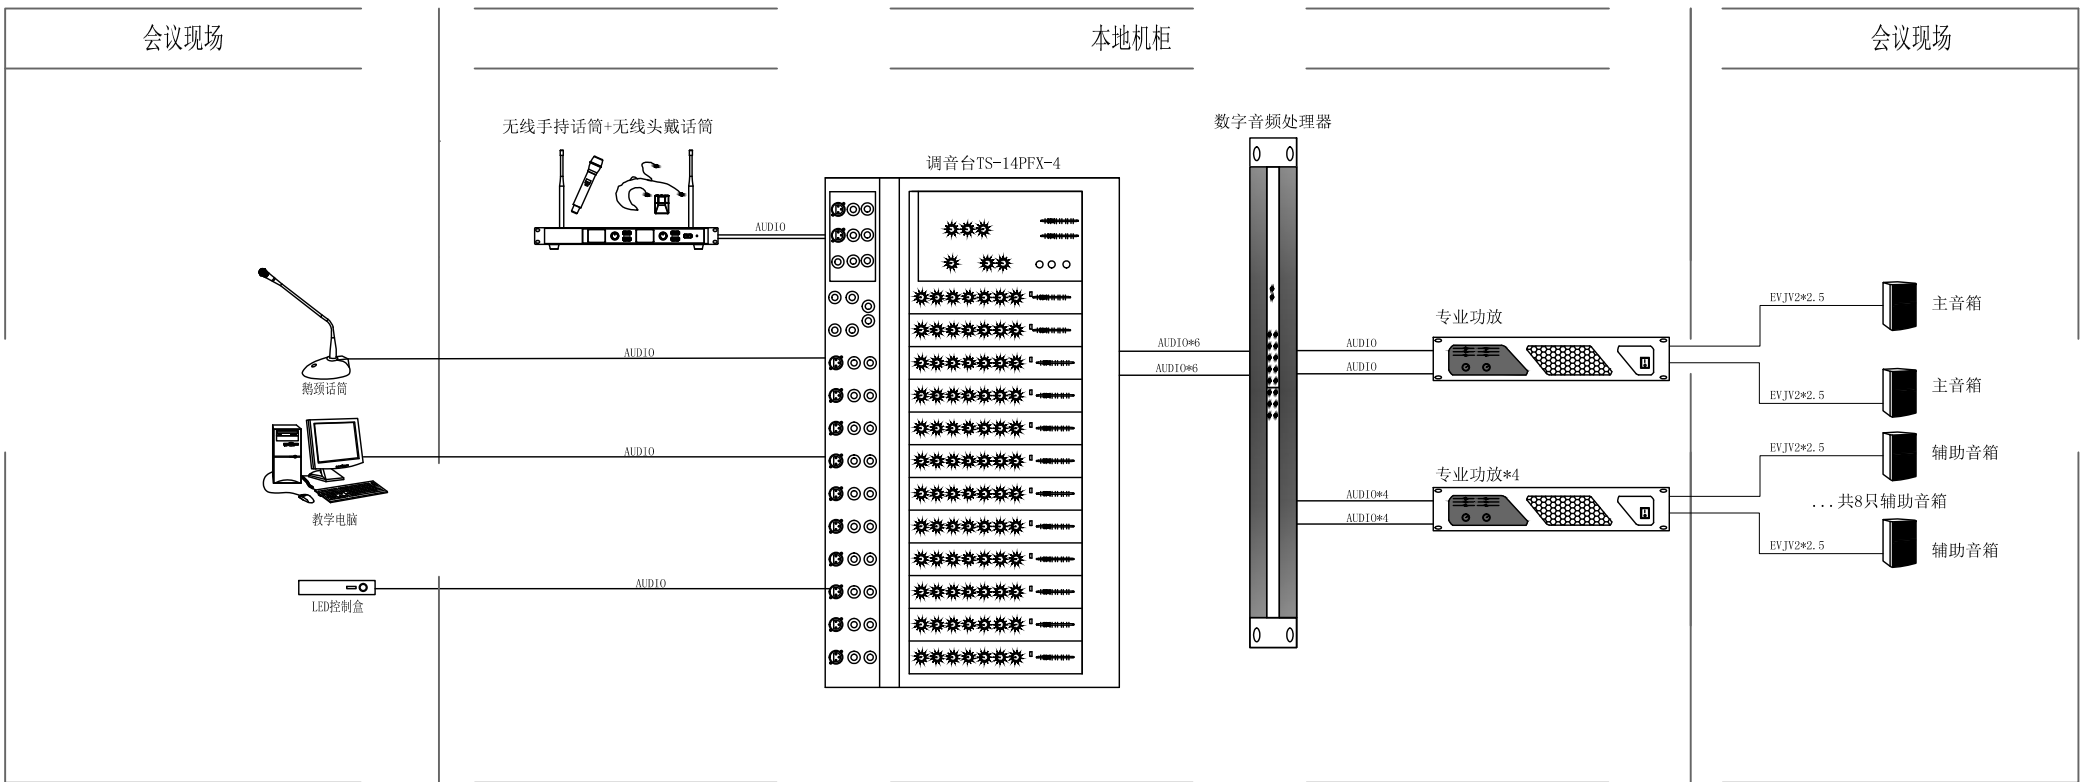 会议现场
本地机柜
会议现场
无线手持话筒+无线头戴话筒
数字音频处理器
调音台TS-14PFX-4
AUDIO
EVJV2*2.5
主音箱
专业功放
AUDIO*6
AUDIO
AUDIO
AUDIO*6
AUDIO
鹅颈话筒
EVJV2*2.5
主音箱
AUDIO
EVJV2*2.5
辅助音箱
专业功放*4
AUDIO*4
...共8只辅助音箱
AUDIO*4
教学电脑
EVJV2*2.5
辅助音箱
AUDIO
LED控制盒